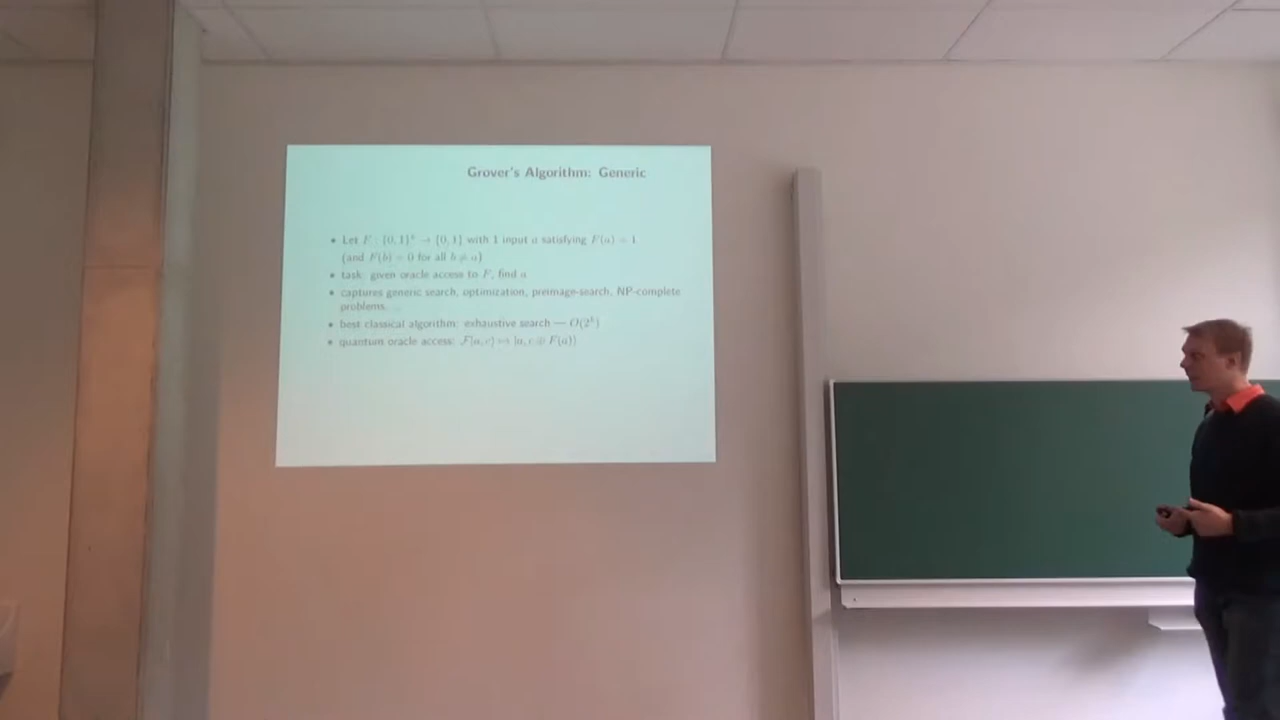 Grover's Algorithm: Generic
• Let F : {0, 1}ᵏ → {0, 1} with 1 input a satisfying F(a) = 1
(and F(b) = 0 for all b ≠ a)
• task: given oracle access to F, find a
• captures generic search, optimization, preimage-search, NP-complete
problems...
• best classical algorithm: exhaustive search — O(2ᵏ)
• quantum oracle access: F|a, c⟩ ↦ |a, c ⊕ F(a)⟩